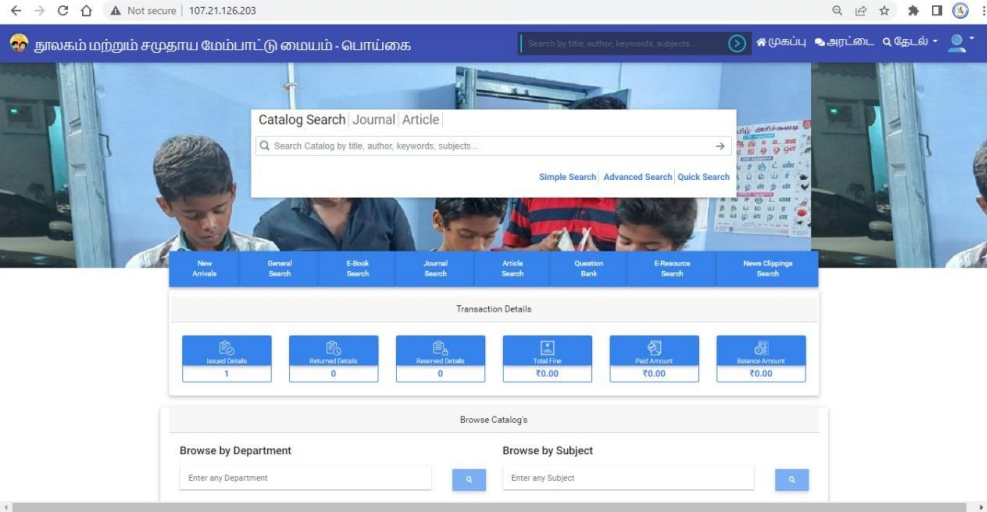 Not secure | 107.21.126.203
நூலகம் மற்றும் சமுதாய மேம்பாட்டு மையம் - பொய்கை
Search by title, author, keywords, subjects...
முகப்பு அரட்டை தேடல்
Catalog Search Journal Article
Search Catalog by title, author, keywords, subjects...
Simple Search Advanced Search Quick Search
New Arrivals
General Search
E-Book Search
Journal Search
Article Search
Question Bank
E-Resource Search
News Clippings Search
Transaction Details
Issued Details
1
Returned Details
0
Reserved Details
0
Total Fine
₹0.00
Paid Amount
₹0.00
Balance Amount
₹0.00
Browse Catalog's
Browse by Department
Enter any Department
Browse by Subject
Enter any Subject